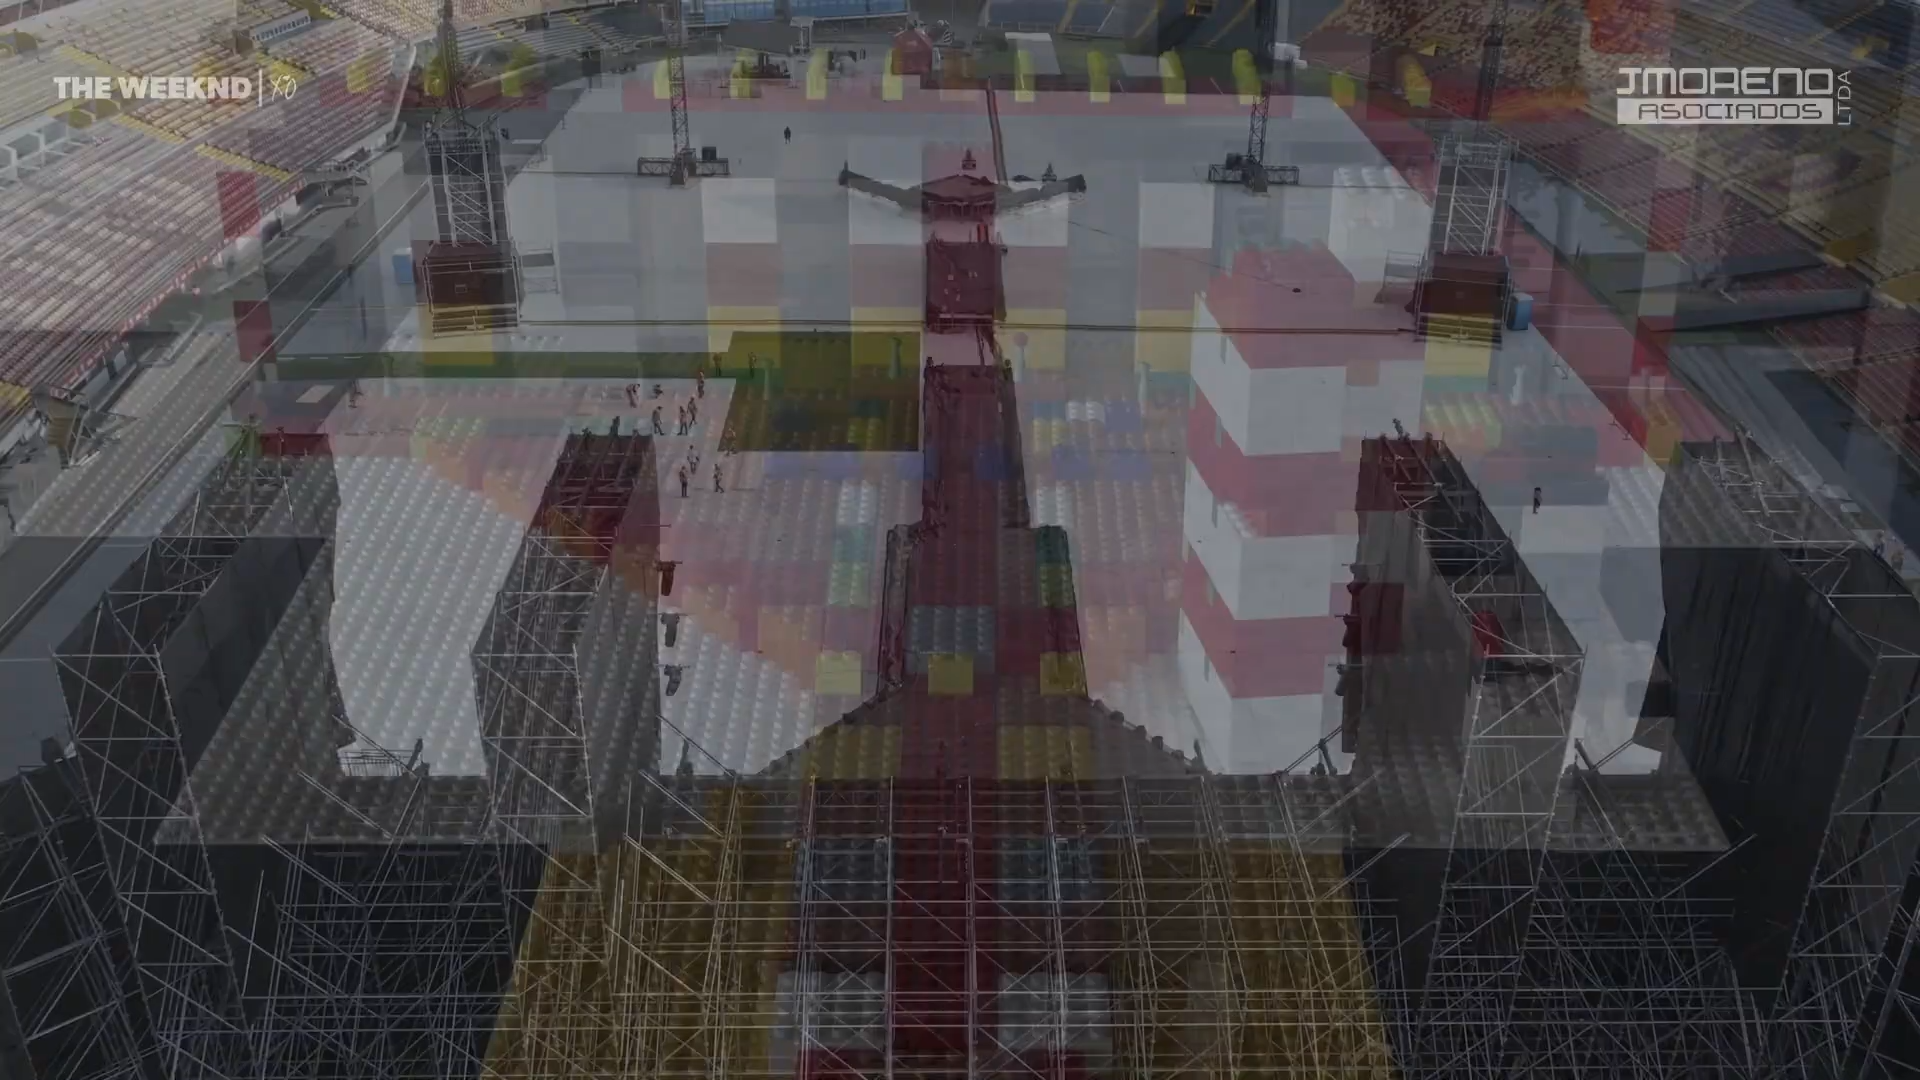 THE WEEKND | XO
JMORENO
ASOCIADOS
LTDA